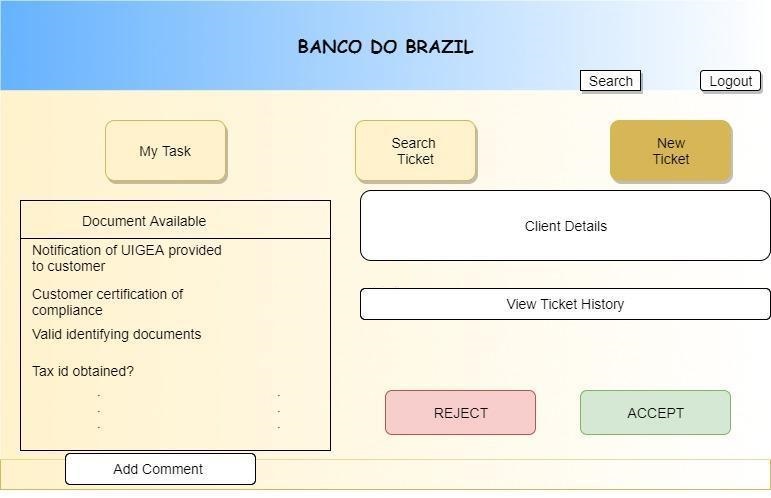 BANCO DO BRAZIL
Search
Logout
My Task
Search
Ticket
New
Ticket
Document Available
Notification of UIGEA provided
to customer
Customer certification of
compliance
Valid identifying documents
Tax id obtained?
Client Details
View Ticket History
REJECT
ACCEPT
Add Comment